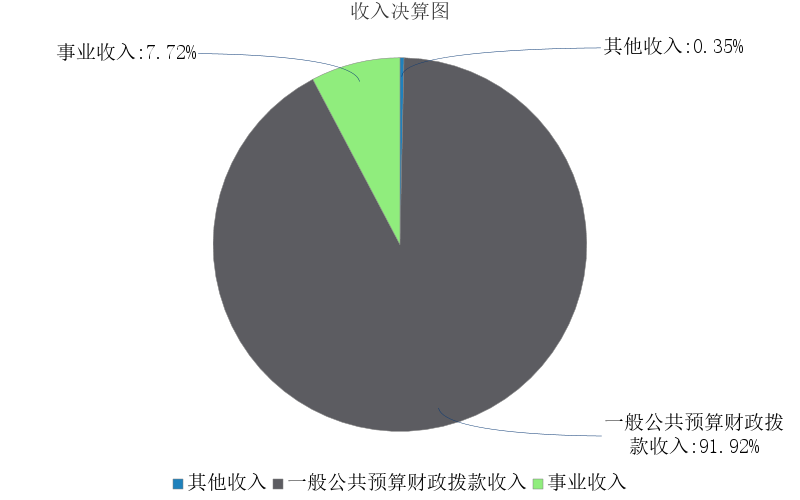 收入决算图
事业收入:7.72%
其他收入:0.35%
一般公共预算财政拨
款收入:91.92%
其他收入 一般公共预算财政拨款收入 事业收入